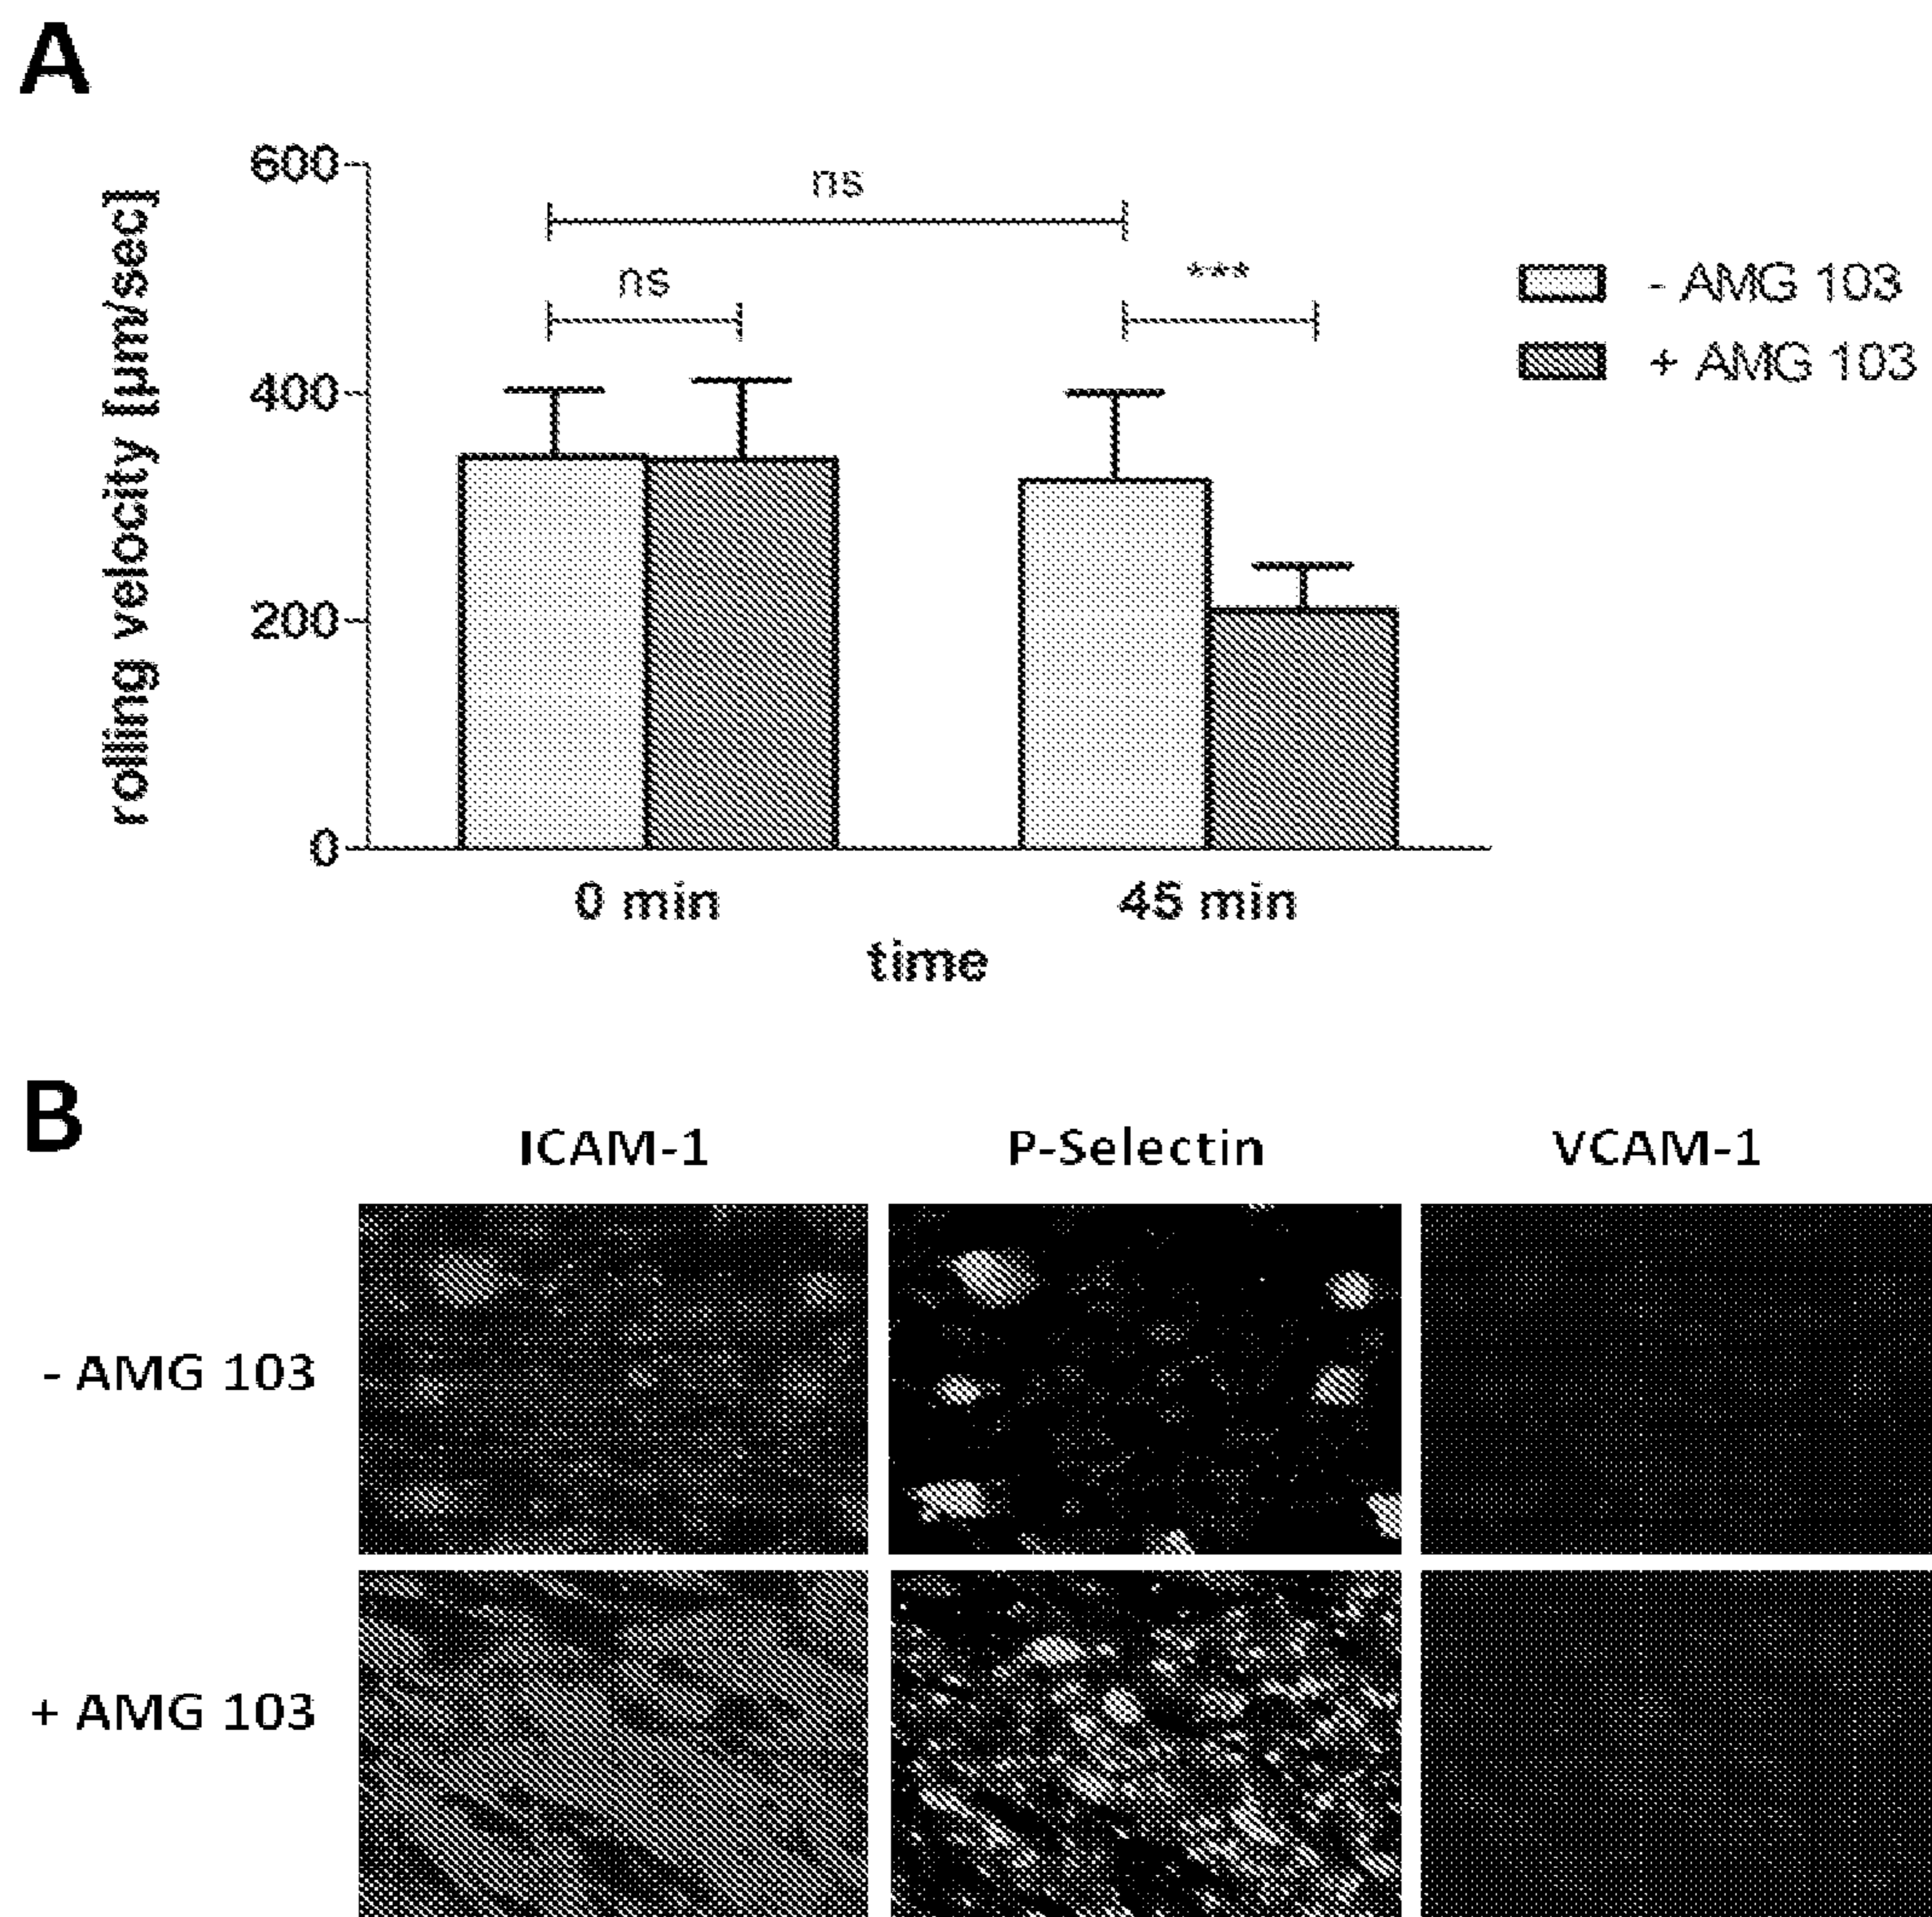 A
600
ns
ns
***
400
200
0
rolling velocity [µm/sec]
- AMG 103
+ AMG 103
0 min
45 min
time
B
ICAM-1
P-Selectin
VCAM-1
- AMG 103
+ AMG 103